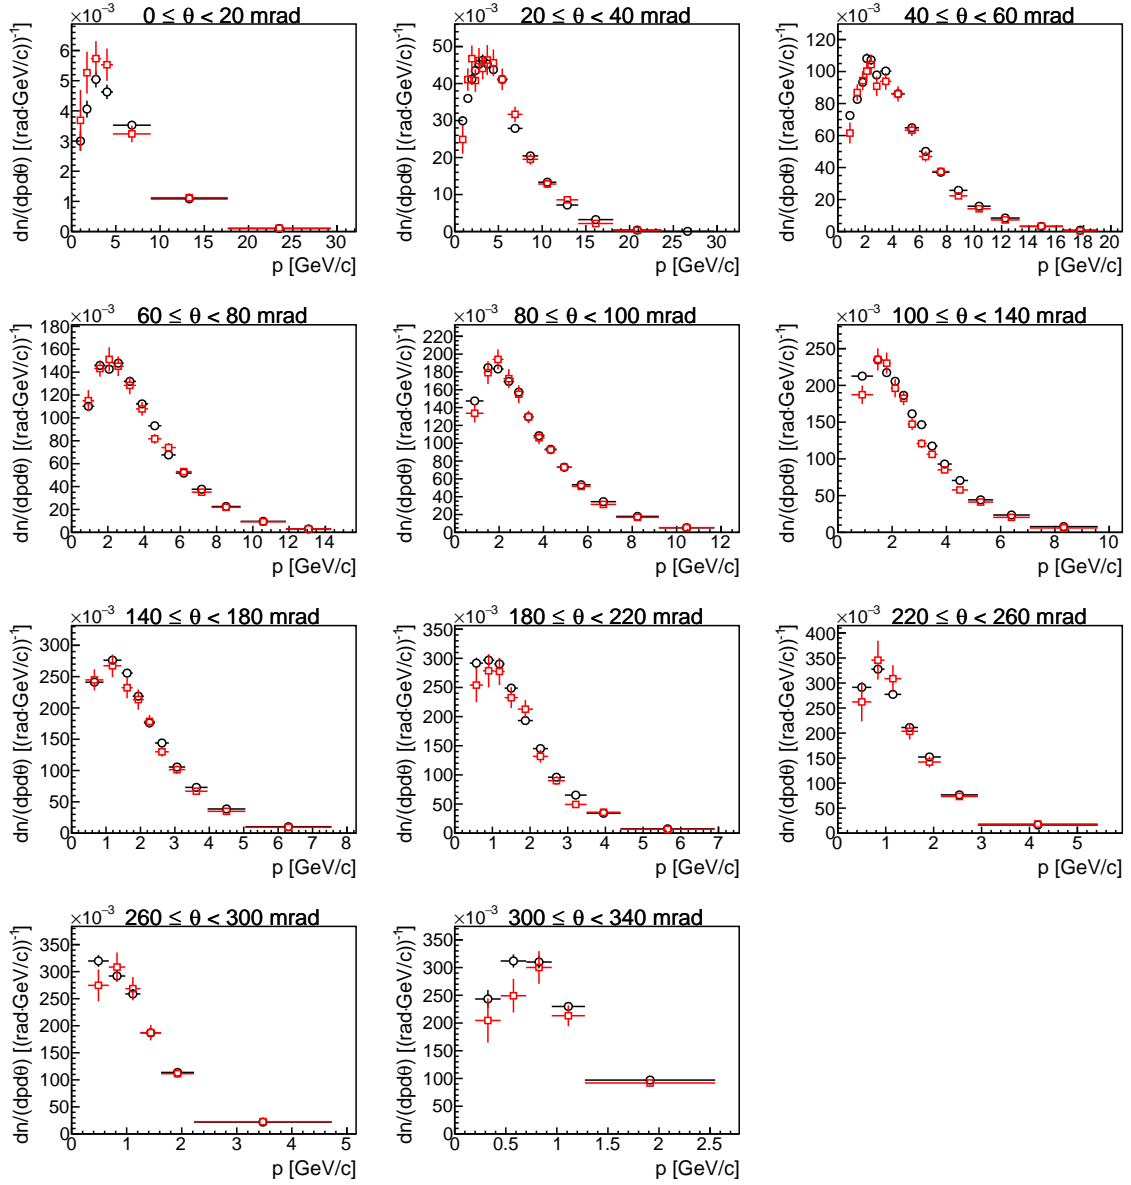 ×10⁻³ 0 ≤ θ < 20 mrad
dn/(dpdθ) [(rad·GeV/c))⁻¹]
6
5
4
3
2
1
0
0 5 10 15 20 25 30
p [GeV/c]
×10⁻³ 20 ≤ θ < 40 mrad
dn/(dpdθ) [(rad·GeV/c))⁻¹]
50
40
30
20
10
0
0 5 10 15 20 25 30
p [GeV/c]
×10⁻³ 40 ≤ θ < 60 mrad
dn/(dpdθ) [(rad·GeV/c))⁻¹]
120
100
80
60
40
20
0
0 2 4 6 8 10 12 14 16 18 20
p [GeV/c]
×10⁻³ 60 ≤ θ < 80 mrad
dn/(dpdθ) [(rad·GeV/c))⁻¹]
180
160
140
120
100
80
60
40
20
0
0 2 4 6 8 10 12 14
p [GeV/c]
×10⁻³ 80 ≤ θ < 100 mrad
dn/(dpdθ) [(rad·GeV/c))⁻¹]
220
200
180
160
140
120
100
80
60
40
20
0
0 2 4 6 8 10 12
p [GeV/c]
×10⁻³ 100 ≤ θ < 140 mrad
dn/(dpdθ) [(rad·GeV/c))⁻¹]
250
200
150
100
50
0
0 2 4 6 8 10
p [GeV/c]
×10⁻³ 140 ≤ θ < 180 mrad
dn/(dpdθ) [(rad·GeV/c))⁻¹]
300
250
200
150
100
50
0
0 1 2 3 4 5 6 7 8
p [GeV/c]
×10⁻³ 180 ≤ θ < 220 mrad
dn/(dpdθ) [(rad·GeV/c))⁻¹]
350
300
250
200
150
100
50
0
0 1 2 3 4 5 6 7
p [GeV/c]
×10⁻³ 220 ≤ θ < 260 mrad
dn/(dpdθ) [(rad·GeV/c))⁻¹]
400
350
300
250
200
150
100
50
0
0 1 2 3 4 5
p [GeV/c]
×10⁻³ 260 ≤ θ < 300 mrad
dn/(dpdθ) [(rad·GeV/c))⁻¹]
350
300
250
200
150
100
50
0
0 1 2 3 4 5
p [GeV/c]
×10⁻³ 300 ≤ θ < 340 mrad
dn/(dpdθ) [(rad·GeV/c))⁻¹]
350
300
250
200
150
100
50
0
0 0.5 1 1.5 2 2.5
p [GeV/c]